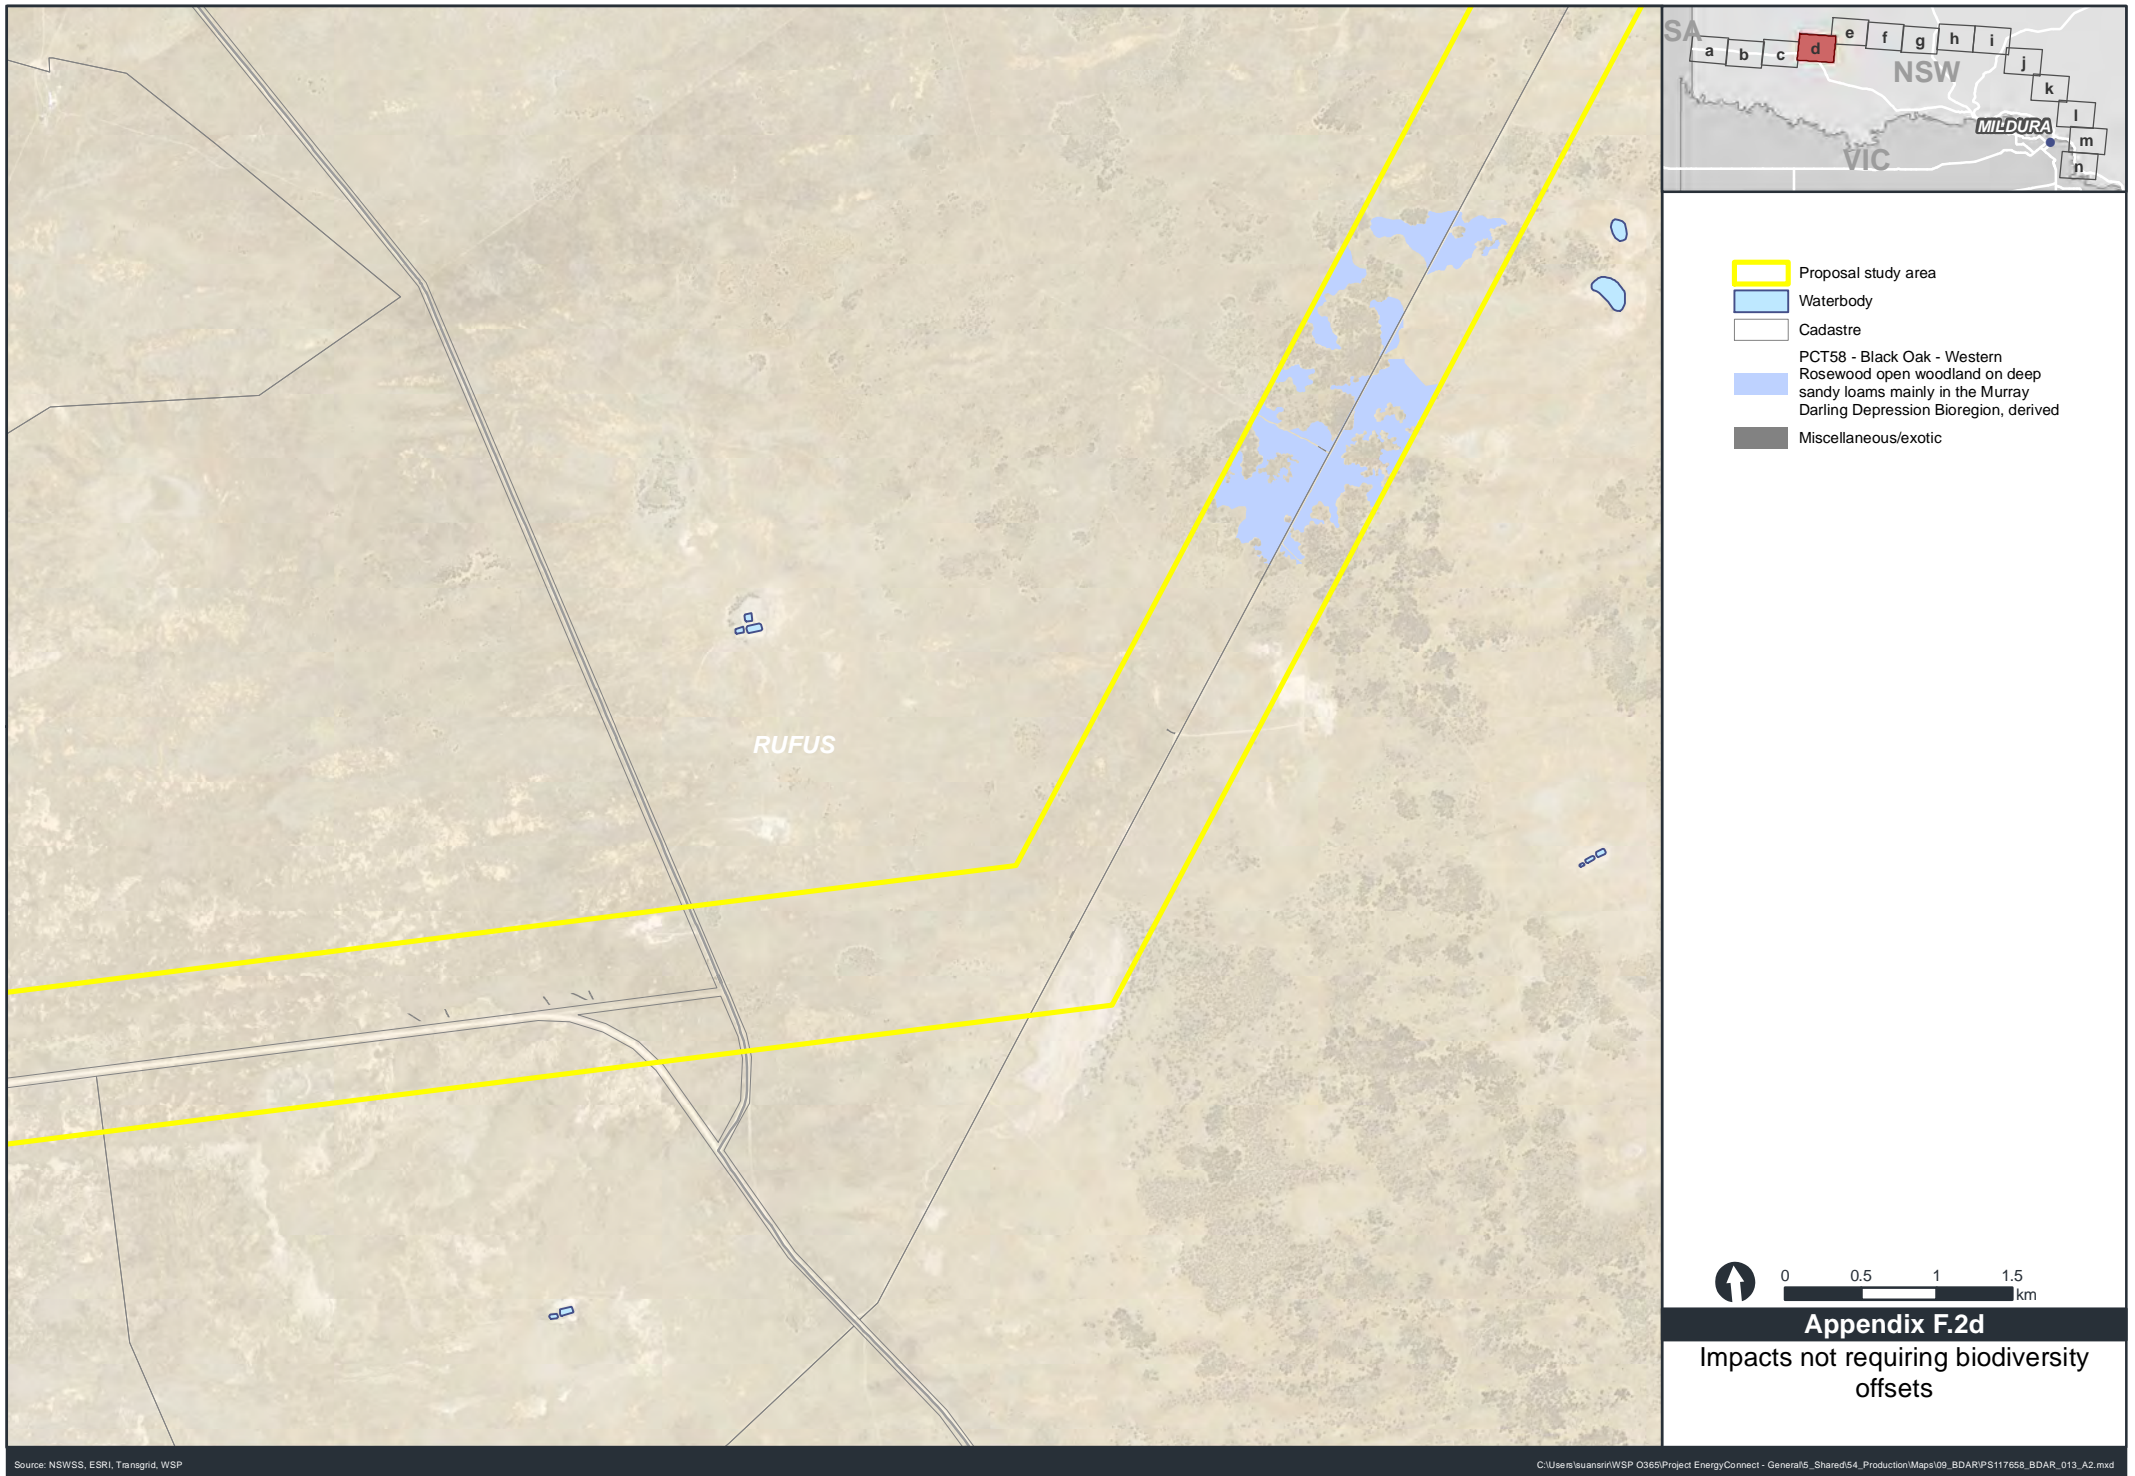 SA
a
b
c
d
e
f
g
h
i
j
k
l
m
n
NSW
MILDURA
VIC
Proposal study area
Waterbody
Cadastre
PCT58 - Black Oak - Western
Rosewood open woodland on deep
sandy loams mainly in the Murray
Darling Depression Bioregion, derived
Miscellaneous/exotic
RUFUS
0 0.5 1 1.5
km
Appendix F.2d
Impacts not requiring biodiversity
offsets
Source: NSWSS, ESRI, Transgrid, WSP
C:\Users\suansrir\WSP O365\Project EnergyConnect - General\5_Shared\54_Production\Maps\09_BDAR\PS117658_BDAR_013_A2.mxd